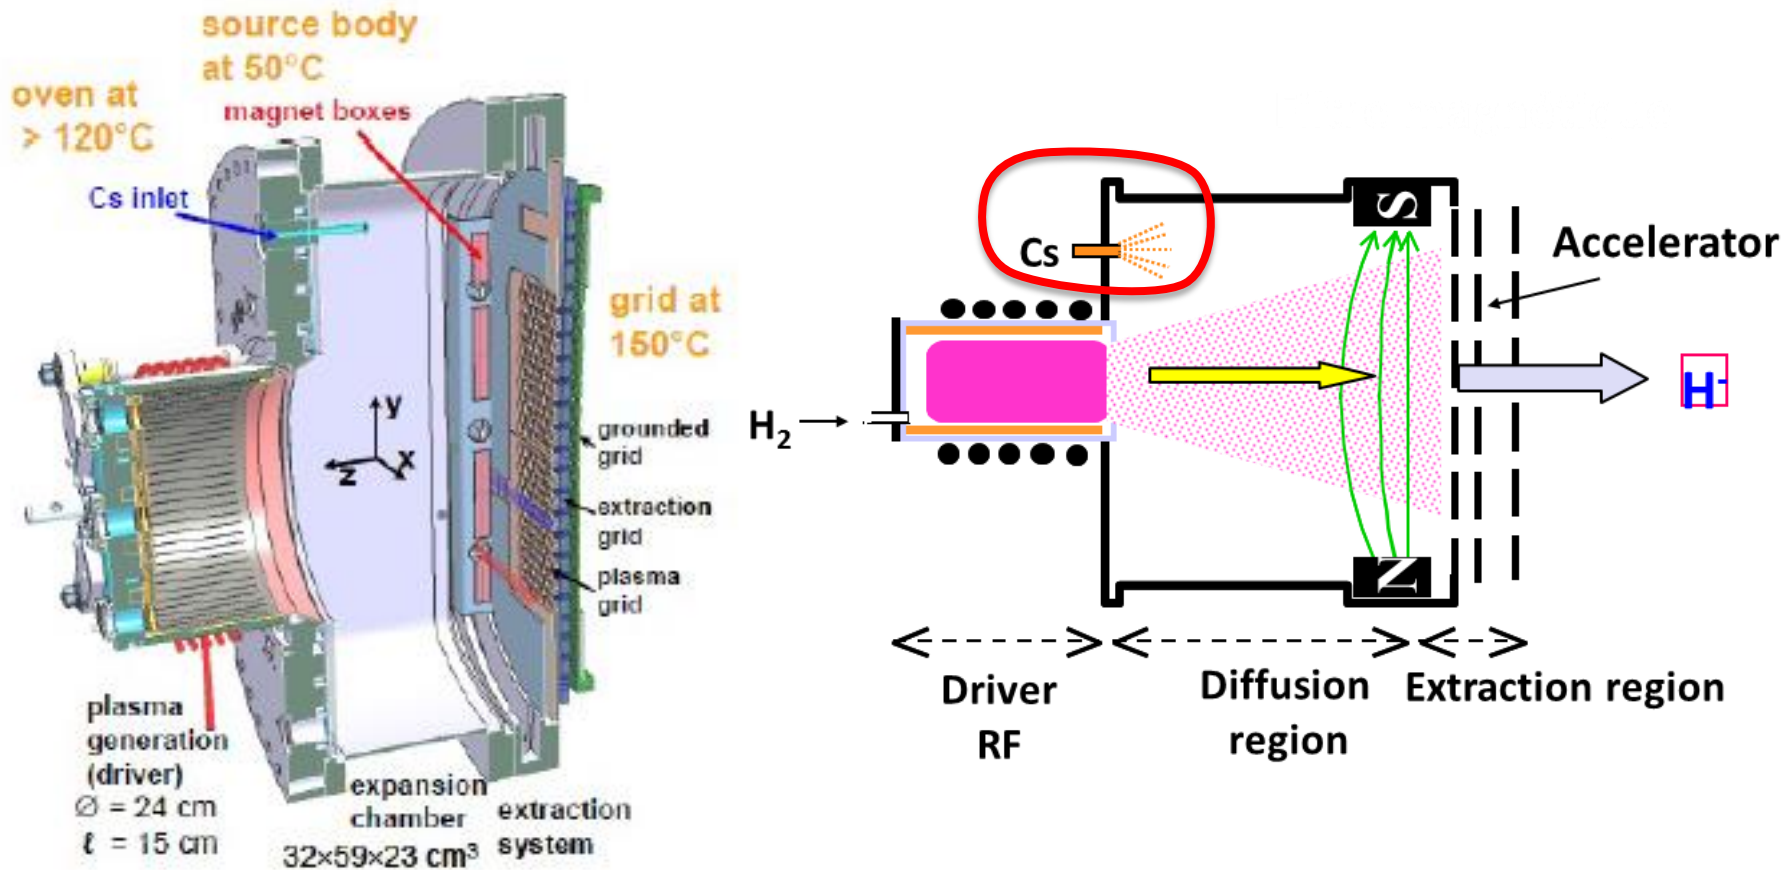 source body
at 50°C
oven at
> 120°C
magnet boxes
Cs inlet
grid at
150°C
y
z
x
grounded
grid
extraction
grid
plasma
grid
plasma
generation
(driver)
Ø = 24 cm
ℓ = 15 cm
expansion
chamber
32×59×23 cm³
extraction
system
S
Cs
Accelerator
H₂
H⁻
N
Driver
RF
Diffusion
region
Extraction region